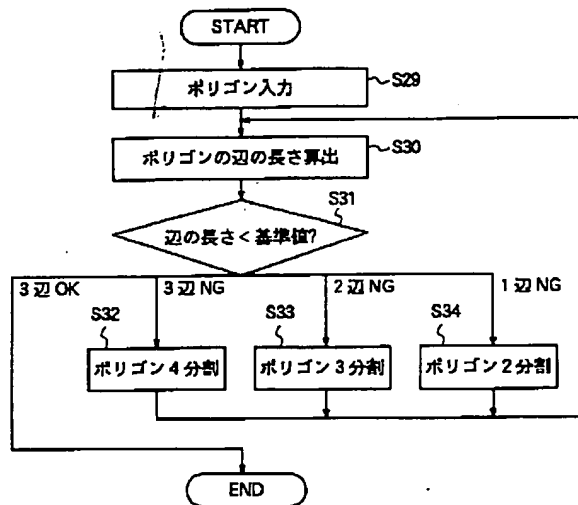 START
ポリゴン入力
S29
ポリゴンの辺の長さ算出
S30
S31
辺の長さ<基準値?
3辺OK
3辺NG
2辺NG
1辺NG
S32
S33
S34
ポリゴン4分割
ポリゴン3分割
ポリゴン2分割
END